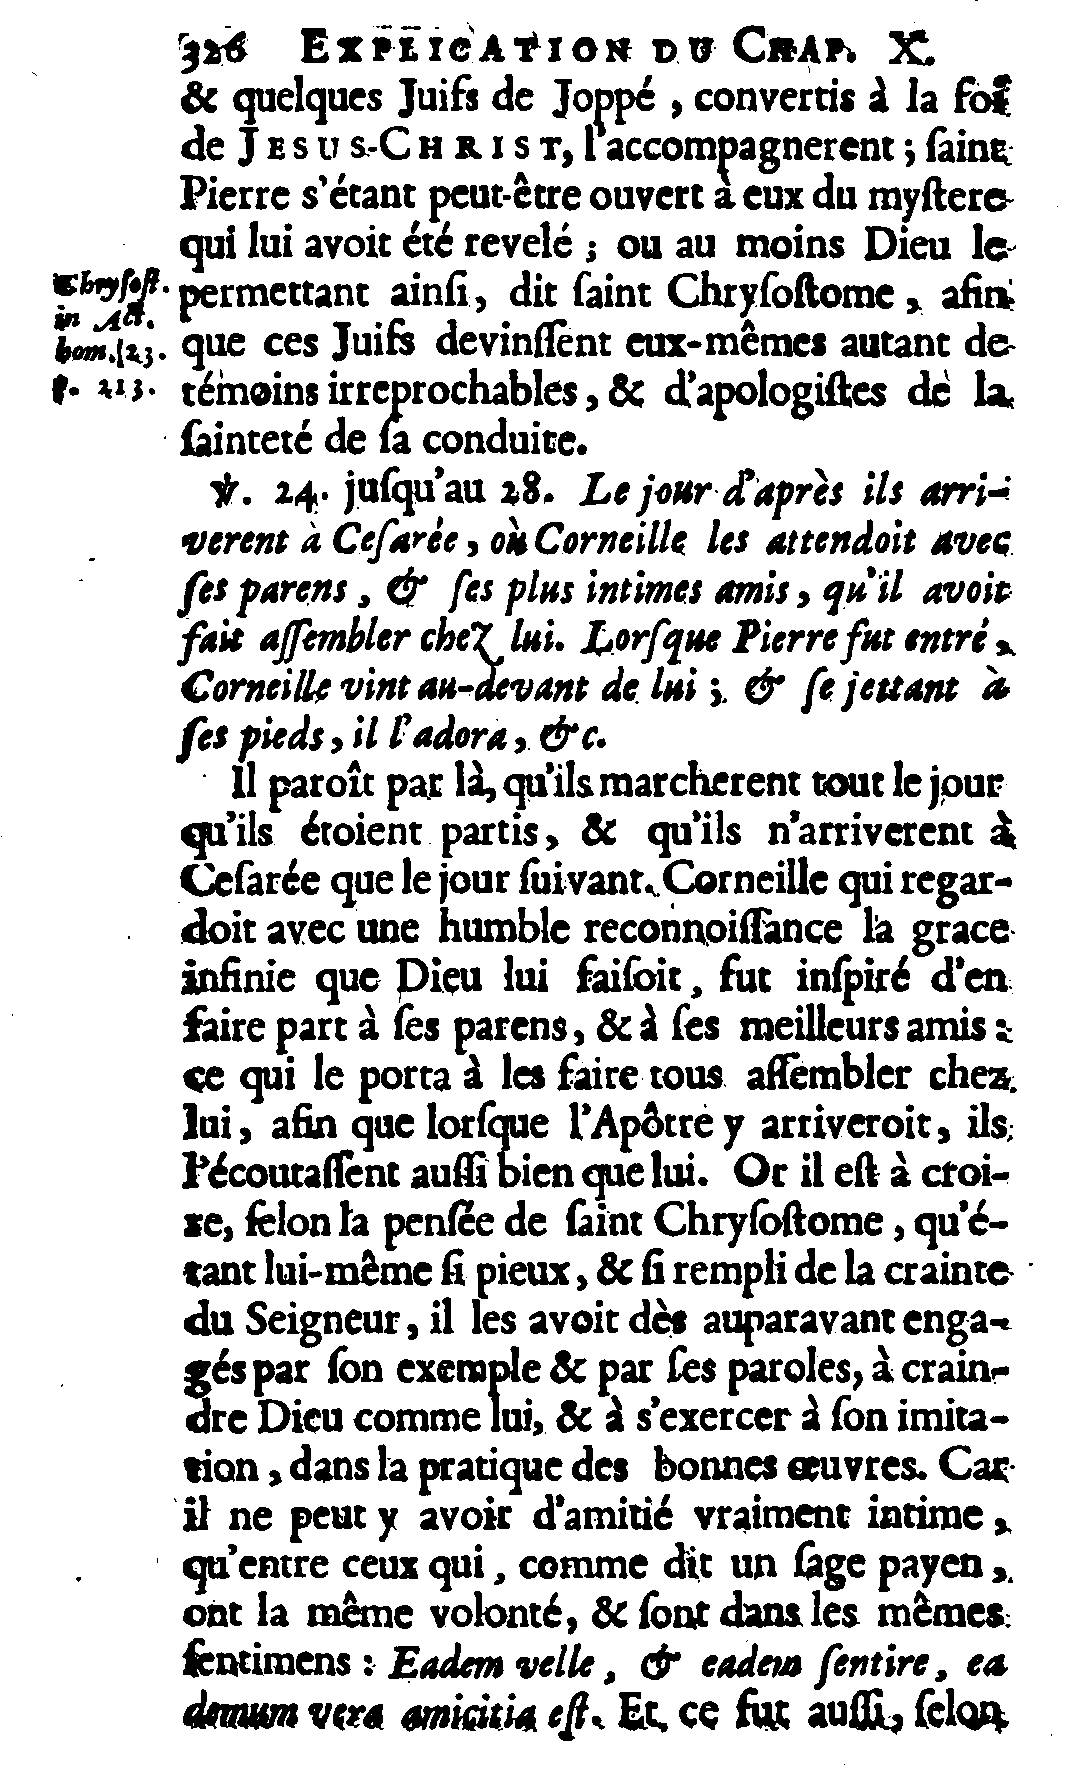 326 EXPLICATION DU CHAP. X.
& quelques Juifs de Joppé, convertis à la foi
de JESUS-CHRIST, l'accompagnerent ; ſaint
Pierre s'étant peut-être ouvert à eux du myſtere
qui lui avoit été revelé ; ou au moins Dieu le
Chryſoſt.
in Act.
hom. 23.
p. 213.
permettant ainſi, dit ſaint Chryſoſtome, afin
que ces Juifs devinſſent eux-mêmes autant de
témoins irreprochables, & d'apologiſtes de la
ſainteté de ſa conduite.
℣. 24. juſqu'au 28. Le jour d'après ils arri-
verent à Ceſarée, où Corneille les attendoit avec
ſes parens, & ſes plus intimes amis, qu'il avoit
fait aſſembler chez lui. Lorſque Pierre fut entré,
Corneille vint au-devant de lui ; & ſe jettant à
ſes pieds, il l'adora, &c.
Il paroît par là, qu'ils marcherent tout le jour
qu'ils étoient partis, & qu'ils n'arriverent à
Ceſarée que le jour ſuivant. Corneille qui regar-
doit avec une humble reconnoiſſance la grace
infinie que Dieu lui faiſoit, fut inſpiré d'en
faire part à ſes parens, & à ſes meilleurs amis :
ce qui le porta à les faire tous aſſembler chez
lui, afin que lorſque l'Apôtre y arriveroit, ils
l'écoutaſſent auſſi bien que lui. Or il eſt à croi-
re, ſelon la penſée de ſaint Chryſoſtome, qu'é-
tant lui-même ſi pieux, & ſi rempli de la crainte
du Seigneur, il les avoit dès auparavant enga-
gés par ſon exemple & par ſes paroles, à crain-
dre Dieu comme lui, & à s'exercer à ſon imita-
tion, dans la pratique des bonnes œuvres. Car
il ne peut y avoir d'amitié vraiment intime,
qu'entre ceux qui, comme dit un ſage payen,
ont la même volonté, & ſont dans les mêmes
ſentimens : Eadem velle, & eadem ſentire, ea
demum vera amicitia eſt. Et ce fut auſſi, ſelon